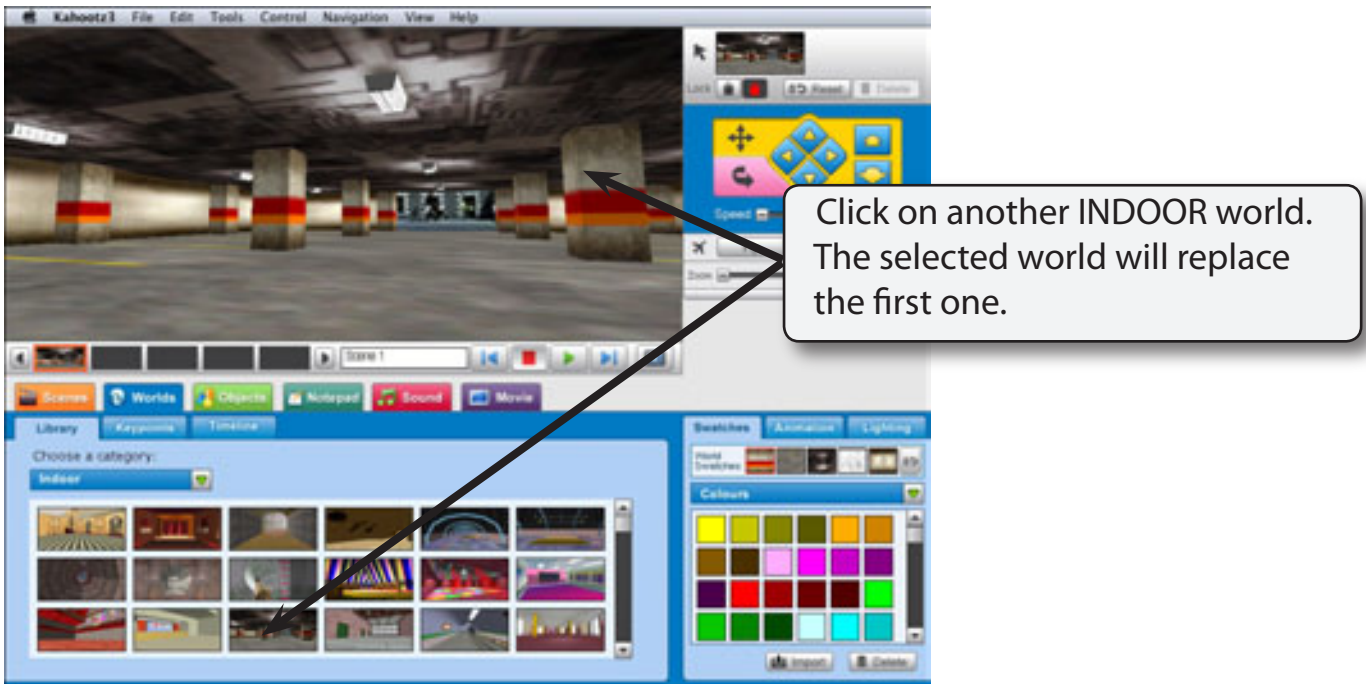 Kahootz3 File Edit Tools Control Navigation View Help
Lock Reset Delete
Speed
Click on another INDOOR world.
The selected world will replace
the first one.
Zoom
Scene 1
Scenes Worlds Objects Notepad Sound Movie
Library Keypoints Timeline
Swatches Animation Lighting
Choose a category:
World
Swatches
Indoor
Colours
Import Delete